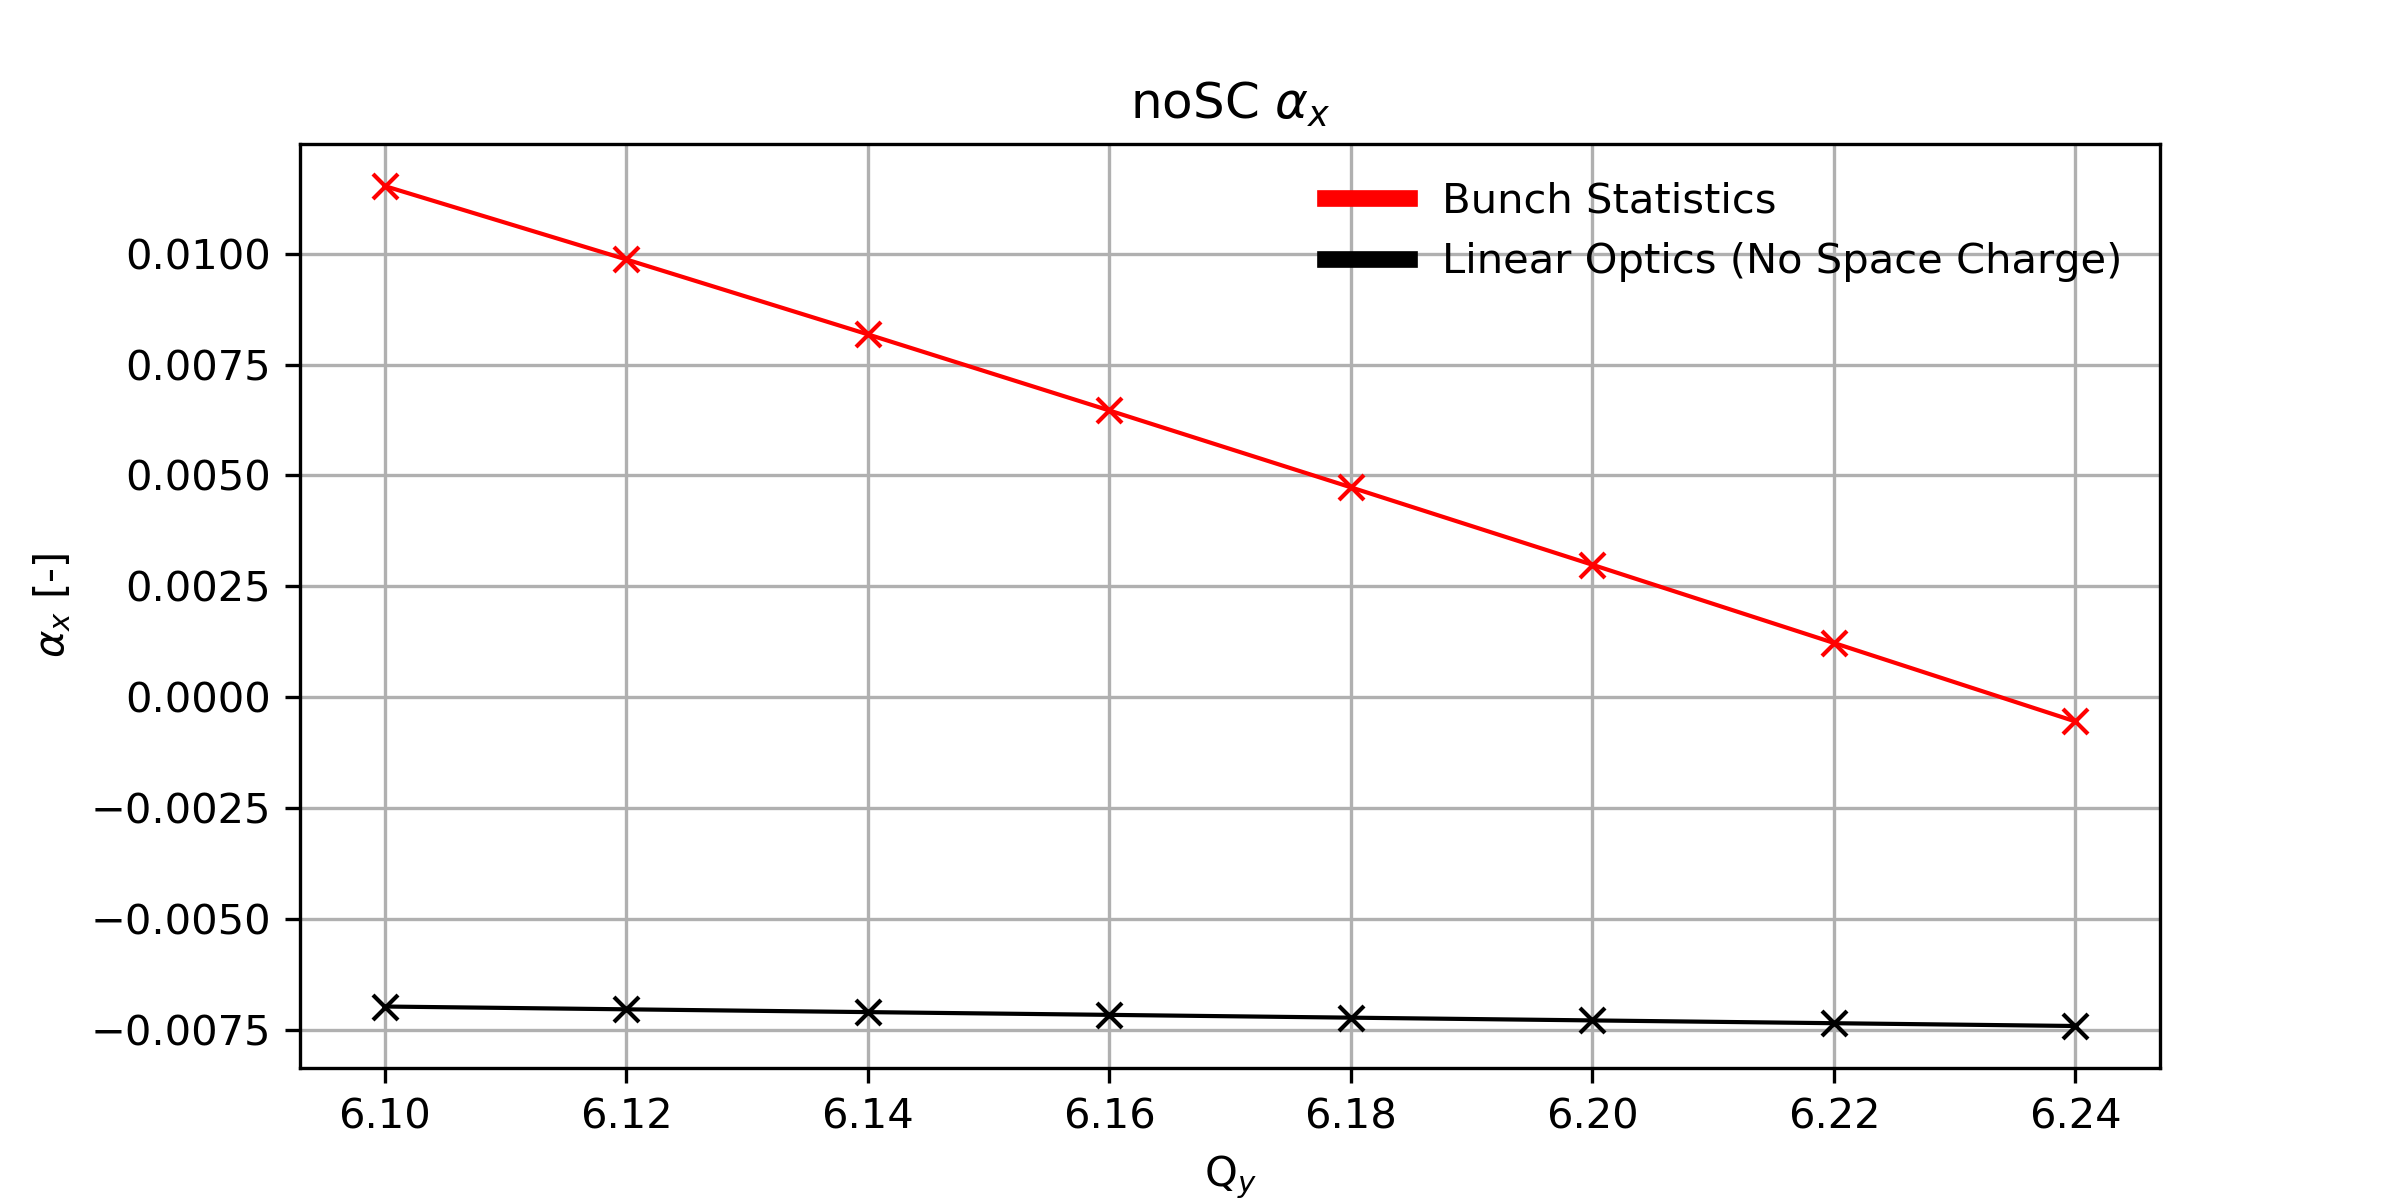 noSC αx
Bunch Statistics
Linear Optics (No Space Charge)
αx [-]
0.0100
0.0075
0.0050
0.0025
0.0000
−0.0025
−0.0050
−0.0075
6.10 6.12 6.14 6.16 6.18 6.20 6.22 6.24
Qy